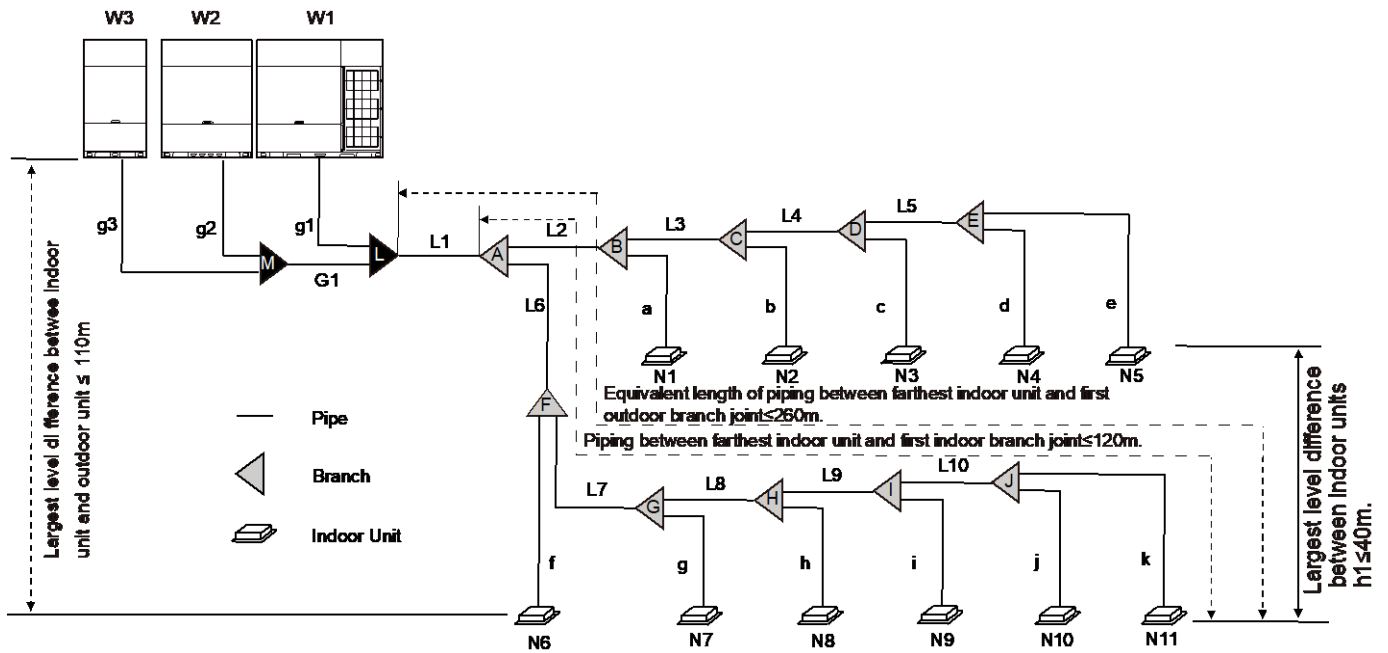 W3
W2
W1
g3
g2
g1
M
L
G1
L1
A
L2
B
L3
C
L4
D
L5
E
L6
a
b
c
d
e
N1
N2
N3
N4
N5
Equivalent length of piping between farthest indoor unit and first
outdoor branch joint≤260m.
Piping between farthest indoor unit and first indoor branch joint≤120m.
F
L7
G
L8
H
L9
I
L10
J
f
g
h
i
j
k
N6
N7
N8
N9
N10
N11
Pipe
Branch
Indoor Unit
Largest level di fference betwee Indoor
unit and outdoor unit ≤ 110m
Largest level difference
between Indoor units
h1≤40m.